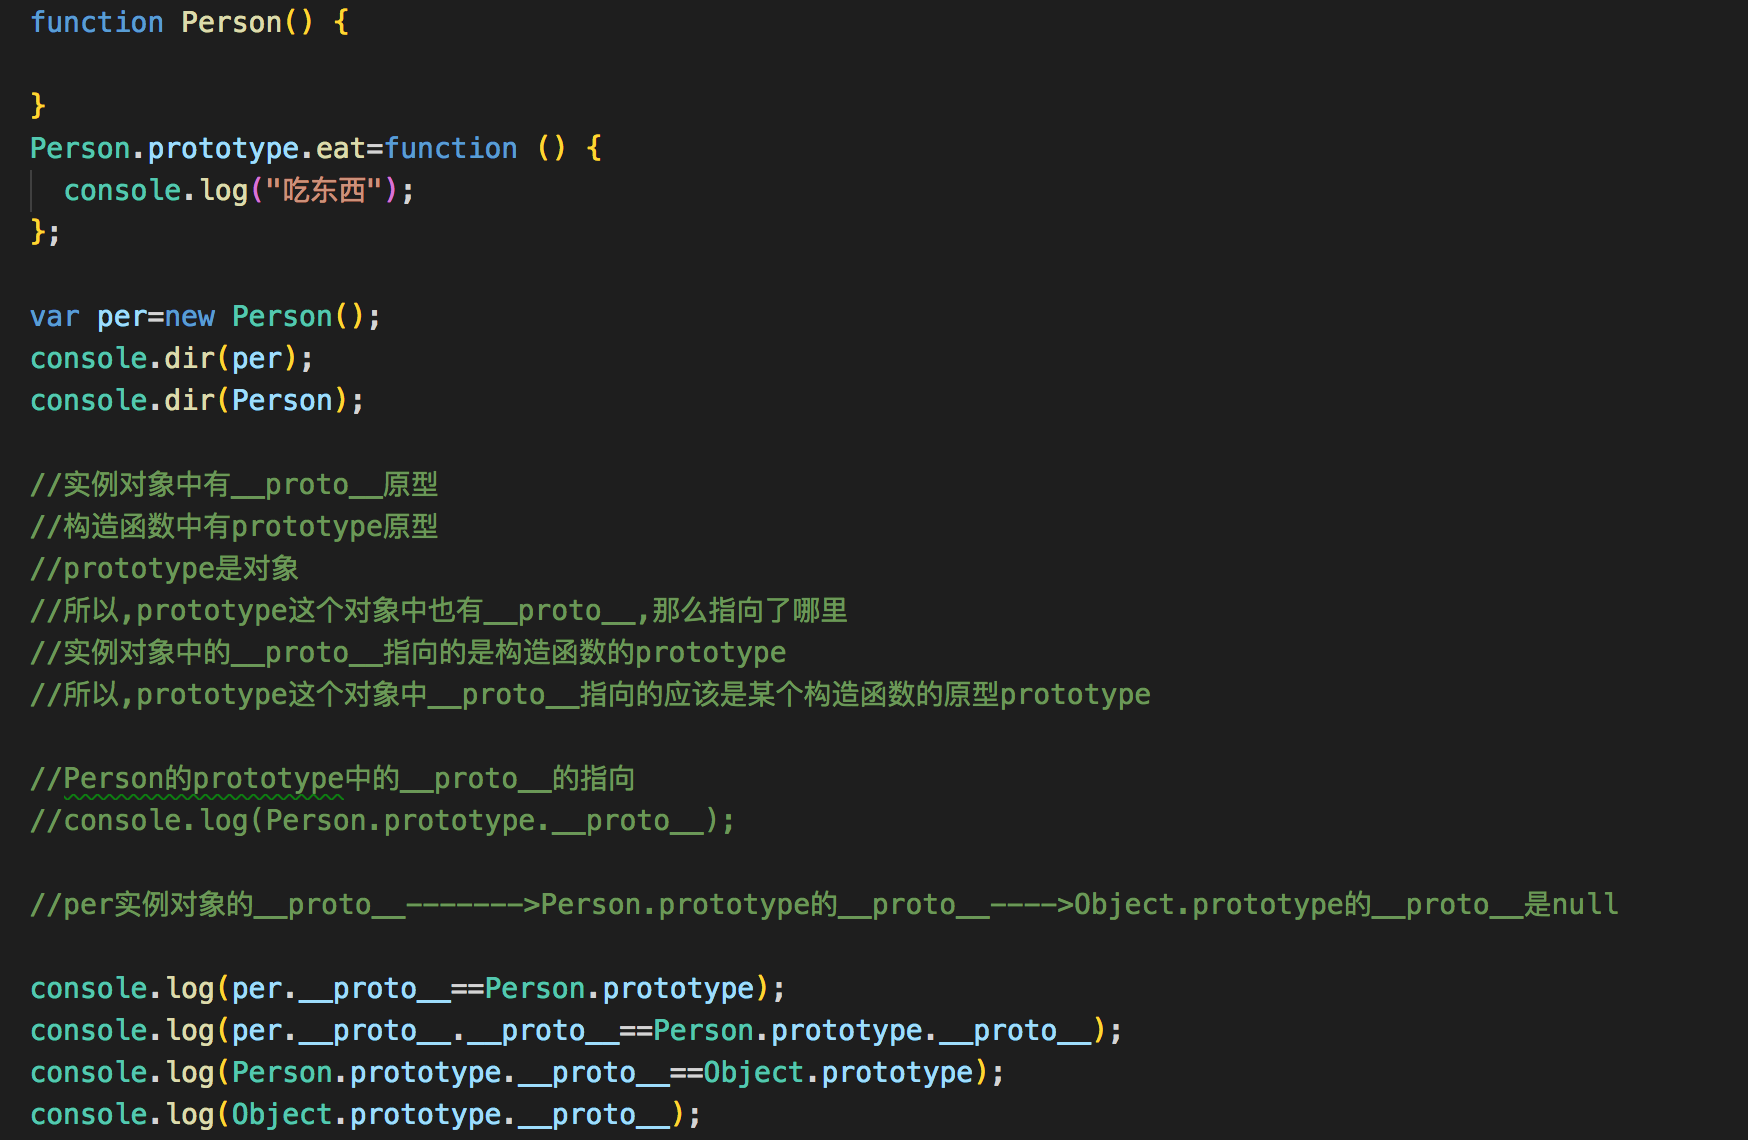 function Person() {
}
Person.prototype.eat=function () {
console.log("吃东西");
};
var per=new Person();
console.dir(per);
console.dir(Person);
//实例对象中有__proto__原型
//构造函数中有prototype原型
//prototype是对象
//所以,prototype这个对象中也有__proto__,那么指向了哪里
//实例对象中的__proto__指向的是构造函数的prototype
//所以,prototype这个对象中__proto__指向的应该是某个构造函数的原型prototype
//Person的prototype中的__proto__的指向
//console.log(Person.prototype.__proto__);
//per实例对象的__proto__------->Person.prototype的__proto__---->Object.prototype的__proto__是null
console.log(per.__proto__==Person.prototype);
console.log(per.__proto__.__proto__==Person.prototype.__proto__);
console.log(Person.prototype.__proto__==Object.prototype);
console.log(Object.prototype.__proto__);